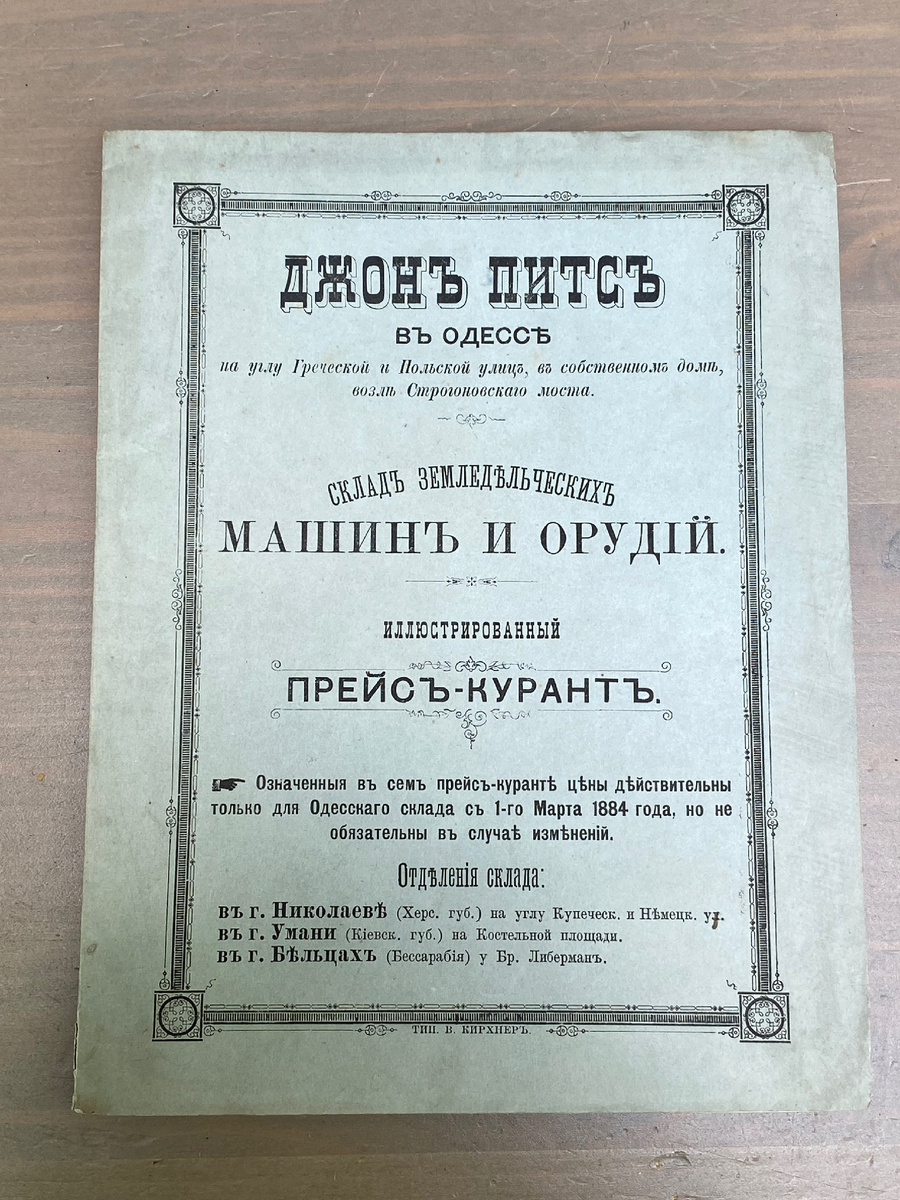 ДЖОНЪ ПИТСЪ
ВЪ ОДЕССѢ
на углу Греческой и Польской улицъ, въ собственномъ домѣ,
возлѣ Строгоновскаго моста.
СКЛАДЪ ЗЕМЛЕДѢЛЬЧЕСКИХЪ
МАШИНЪ И ОРУДІЙ.
ИЛЛЮСТРИРОВАННЫЙ
ПРЕЙСЪ-КУРАНТЪ.
☛ Означенныя въ семъ прейсъ-курантѣ цѣны дѣйствительны
только для Одесскаго склада съ 1-го Марта 1884 года, но не
обязательны въ случаѣ измѣненій.
Отдѣленія склада:
въ г. Николаевѣ (Херс. губ.) на углу Купеческ. и Нѣмецк. ул.
въ г. Умани (Кіевск. губ.) на Костельной площади.
въ г. Бѣльцахъ (Бессарабія) у Бр. Либерманъ.
ТИП. В. КИРХНЕРЪ.